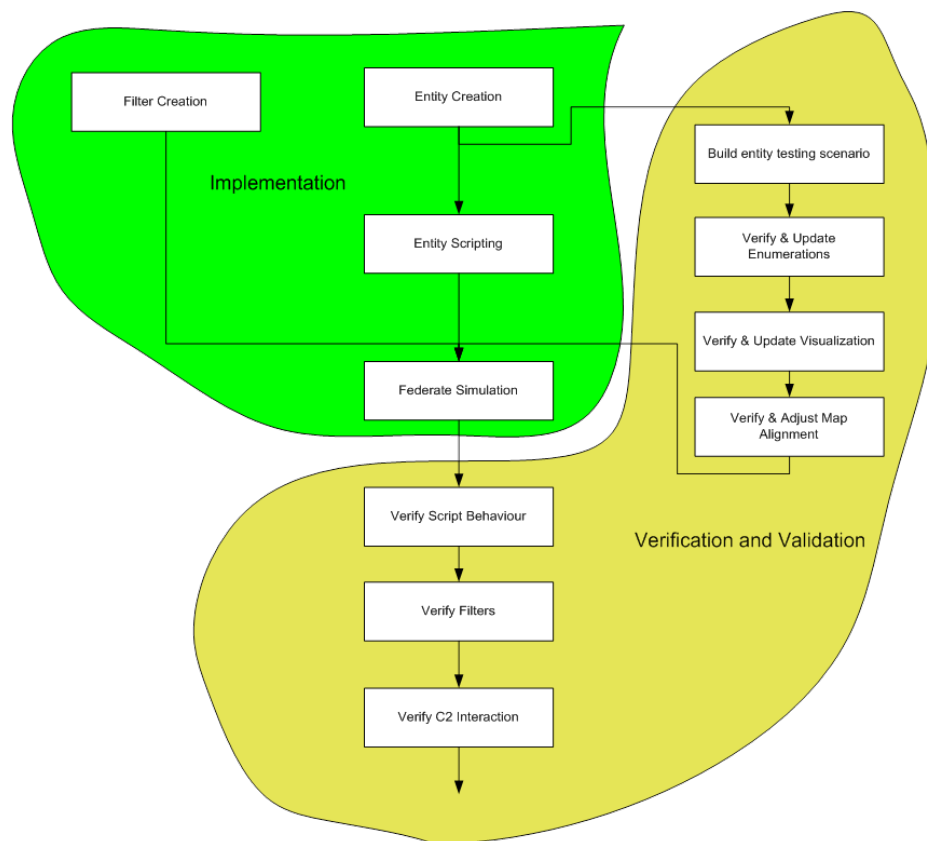 Filter Creation
Entity Creation
Implementation
Build entity testing scenario
Entity Scripting
Verify & Update
Enumerations
Verify & Update Visualization
Federate Simulation
Verify & Adjust Map
Alignment
Verify Script Behaviour
Verification and Validation
Verify Filters
Verify C2 Interaction